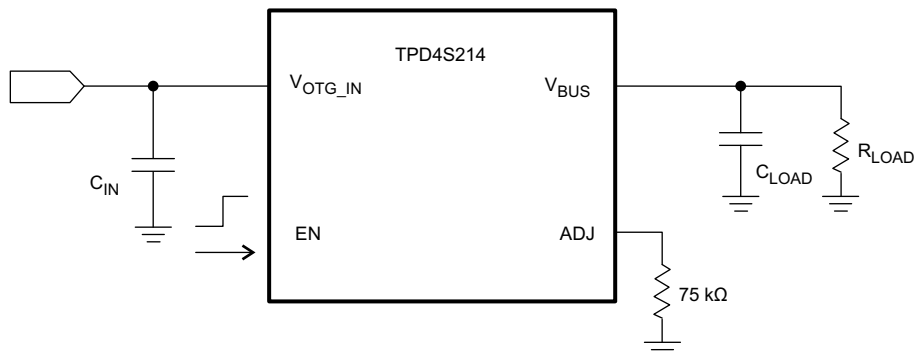 TPD4S214
V_OTG_IN
V_BUS
C_IN
C_LOAD
R_LOAD
EN
ADJ
75 kΩ